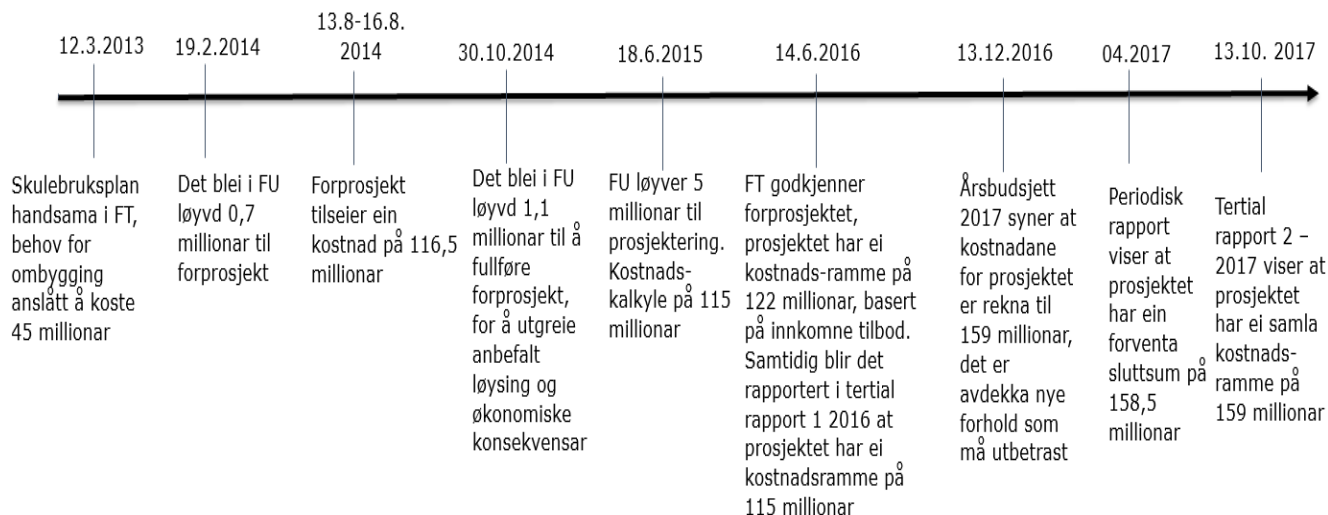 12.3.2013
19.2.2014
13.8-16.8.
2014
30.10.2014
18.6.2015
14.6.2016
13.12.2016
04.2017
13.10. 2017
Skulebruksplan
handsama i FT,
behov for
ombygging
anslått å koste
45 millionar
Det blei i FU
løyvd 0,7
millionar til
forprosjekt
Forprosjekt
tilseier ein
kostnad på 116,5
millionar
Det blei i FU
løyvd 1,1
millionar til å
fullføre
forprosjekt,
for å utgreie
anbefalt
løysing og
økonomiske
konsekvensar
FU løyver 5
millionar til
prosjektering.
Kostnads-
kalkyle på 115
millionar
FT godkjenner
forprosjektet,
prosjektet har ei
kostnads-ramme på
122 millionar, basert
på innkomne tilbod.
Samtidig blir det
rapportert i tertial
rapport 1 2016 at
prosjektet har ei
kostnadsramme på
115 millionar
Årsbudsjett
2017 syner at
kostnadane
for prosjektet
er rekna til
159 millionar,
det er
avdekka nye
forhold som
må utbetrast
Periodisk
rapport
viser at
prosjektet
har ein
forventa
sluttsum på
158,5
millionar
Tertial
rapport 2 –
2017 viser at
prosjektet
har ei samla
kostnads-
ramme på
159 millionar